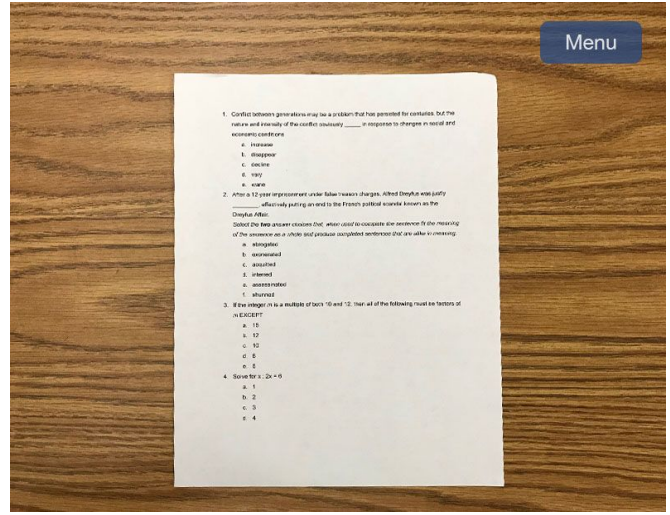 Menu
1. Conflict between generations may be a problem that has persisted for centuries, but the
nature and intensity of the conflict obviously _____ in response to changes in social and
economic conditions
a. increase
b. disappear
c. decline
d. vary
e. wane
2. After a 12-year imprisonment under false treason charges, Alfred Dreyfus was justly
________, effectively putting an end to the French political scandal known as the
Dreyfus Affair.
Select the two answer choices that, when used to complete the sentence fit the meaning
of the sentence as a whole and produce completed sentences that are alike in meaning.
a. abrogated
b. exonerated
c. acquitted
d. interred
e. assassinated
f. shunned
3. If the integer m is a multiple of both 10 and 12, then all of the following must be factors of
m EXCEPT
a. 15
b. 12
c. 10
d.
e.
4. Solve for x : 2x = 6
a. 1
b. 2
c. 3
d. 4